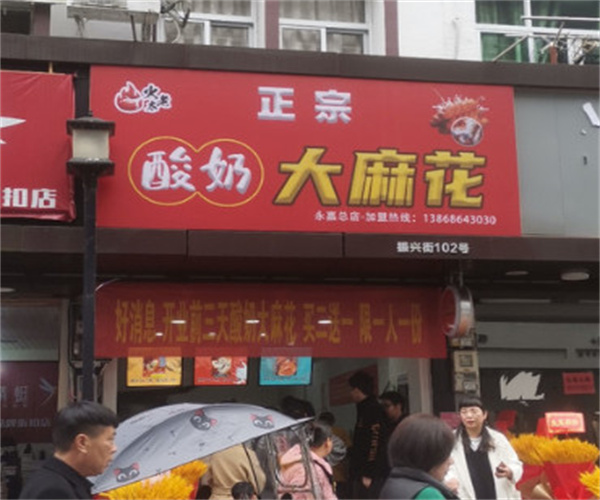 正宗
酸奶 大麻花
永嘉总店·加盟热线：13868643030
振兴街102号
扣店
好消息 开业前三天酸奶大麻花 买二送一 限一人一份